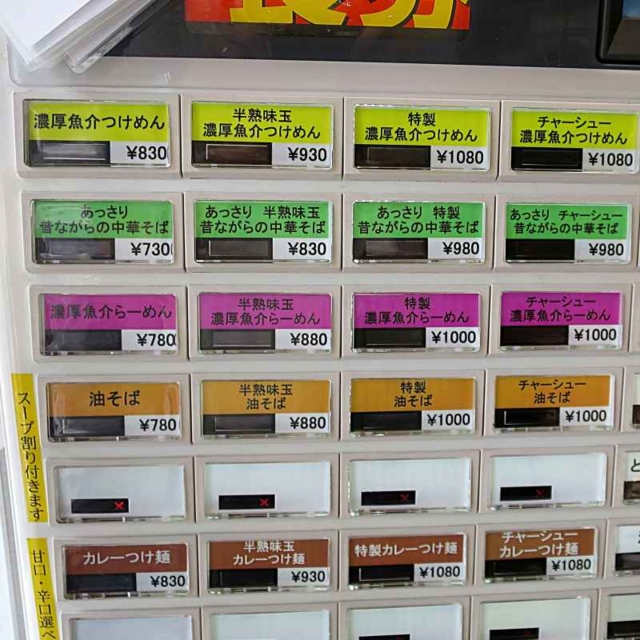 濃厚魚介つけめん
¥830
半熟味玉
濃厚魚介つけめん
¥930
特製
濃厚魚介つけめん
¥1080
チャーシュー
濃厚魚介つけめん
¥1080
あっさり
昔ながらの中華そば
¥730
あっさり 半熟味玉
昔ながらの中華そば
¥830
あっさり 特製
昔ながらの中華そば
¥980
あっさり チャーシュー
昔ながらの中華そば
¥980
濃厚魚介らーめん
¥780
半熟味玉
濃厚魚介らーめん
¥880
特製
濃厚魚介らーめん
¥1000
チャーシュー
濃厚魚介らーめん
¥1000
スープ割り付きます
油そば
¥780
半熟味玉
油そば
¥880
特製
油そば
¥1000
チャーシュー
油そば
¥1000
と
甘口・辛口選べ
カレーつけ麺
¥830
半熟味玉
カレーつけ麺
¥930
特製カレーつけ麺
¥1080
チャーシュー
カレーつけ麺
¥1080